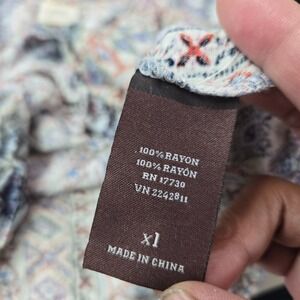 100% RAYON
100% RAYÓN
RN 17730
VN 2242811
xl
MADE IN CHINA